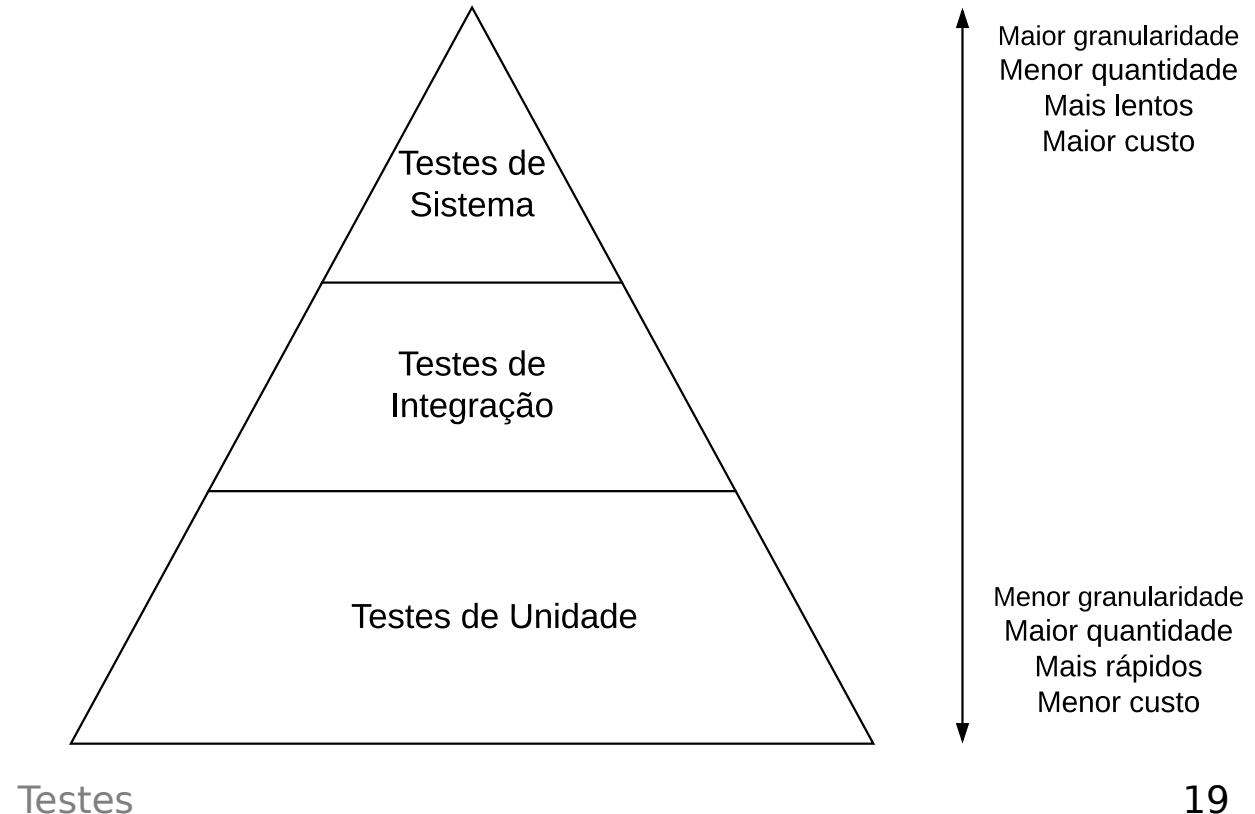 Testes de
Sistema
Testes de
Integração
Testes de Unidade
Maior granularidade
Menor quantidade
Mais lentos
Maior custo
Menor granularidade
Maior quantidade
Mais rápidos
Menor custo
Testes
19